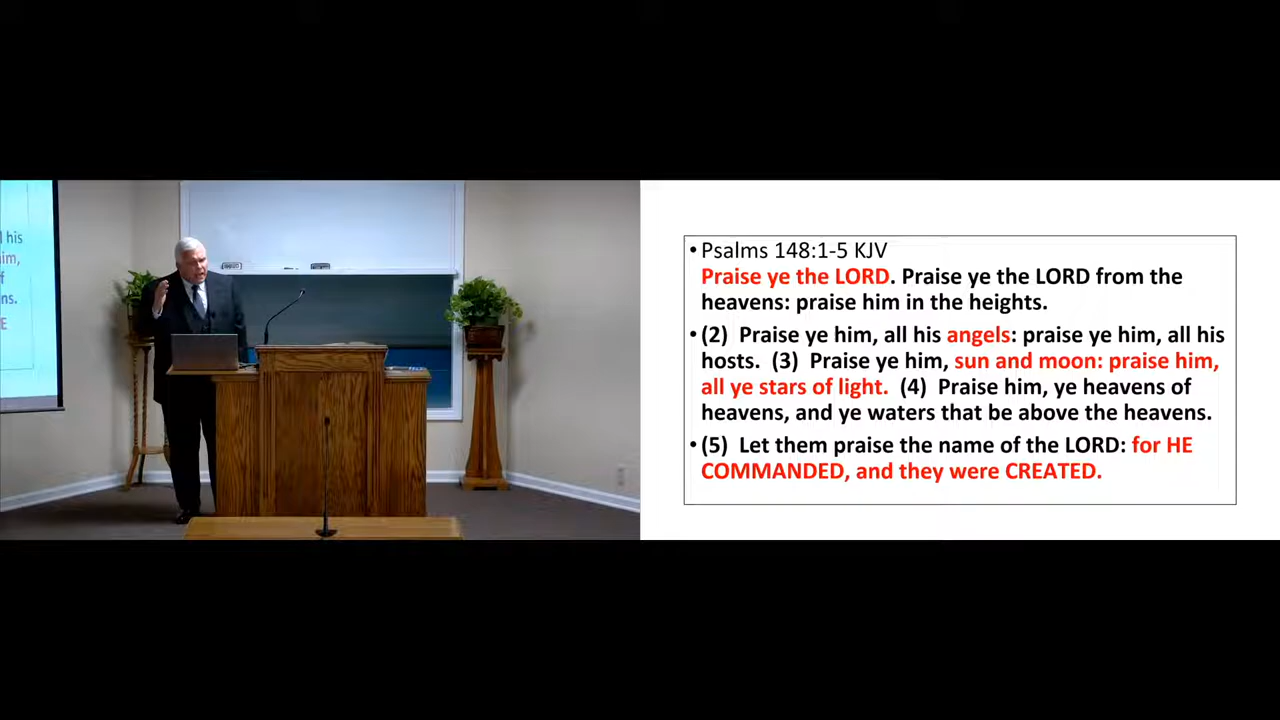 his
im,
of
ns.
E
• Psalms 148:1-5 KJV
Praise ye the LORD. Praise ye the LORD from the
heavens: praise him in the heights.
• (2) Praise ye him, all his angels: praise ye him, all his
hosts. (3) Praise ye him, sun and moon: praise him,
all ye stars of light. (4) Praise him, ye heavens of
heavens, and ye waters that be above the heavens.
• (5) Let them praise the name of the LORD: for HE
COMMANDED, and they were CREATED.